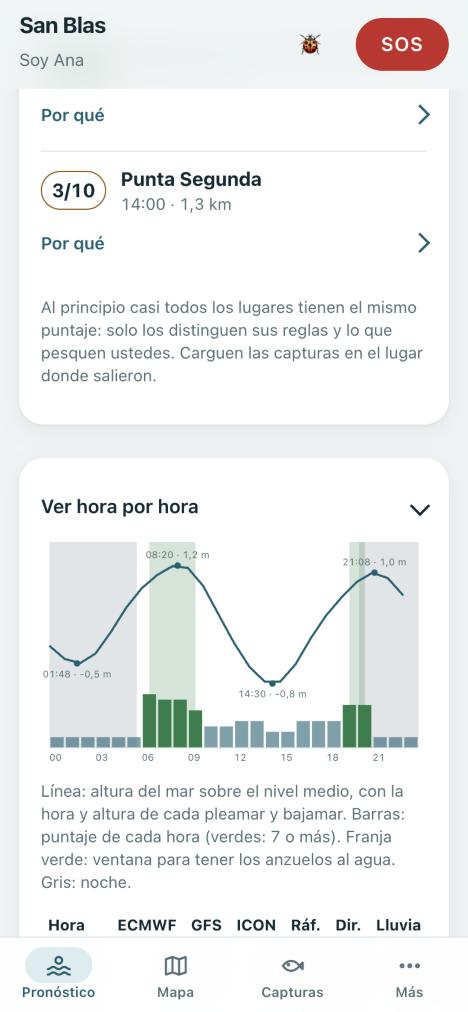 San Blas
Soy Ana
SOS
Por qué
3/10
Punta Segunda
14:00 · 1,3 km
Por qué
Al principio casi todos los lugares tienen el mismo
puntaje: solo los distinguen sus reglas y lo que
pesquen ustedes. Carguen las capturas en el lugar
donde salieron.
Ver hora por hora
08:20 · 1,2 m
21:08 · 1,0 m
01:48 · -0,5 m
14:30 · -0,8 m
00 03 06 09 12 15 18 21
Línea: altura del mar sobre el nivel medio, con la
hora y altura de cada pleamar y bajamar. Barras:
puntaje de cada hora (verdes: 7 o más). Franja
verde: ventana para tener los anzuelos al agua.
Gris: noche.
Hora ECMWF GFS ICON Ráf. Dir. Lluvia
Pronóstico Mapa Capturas Más